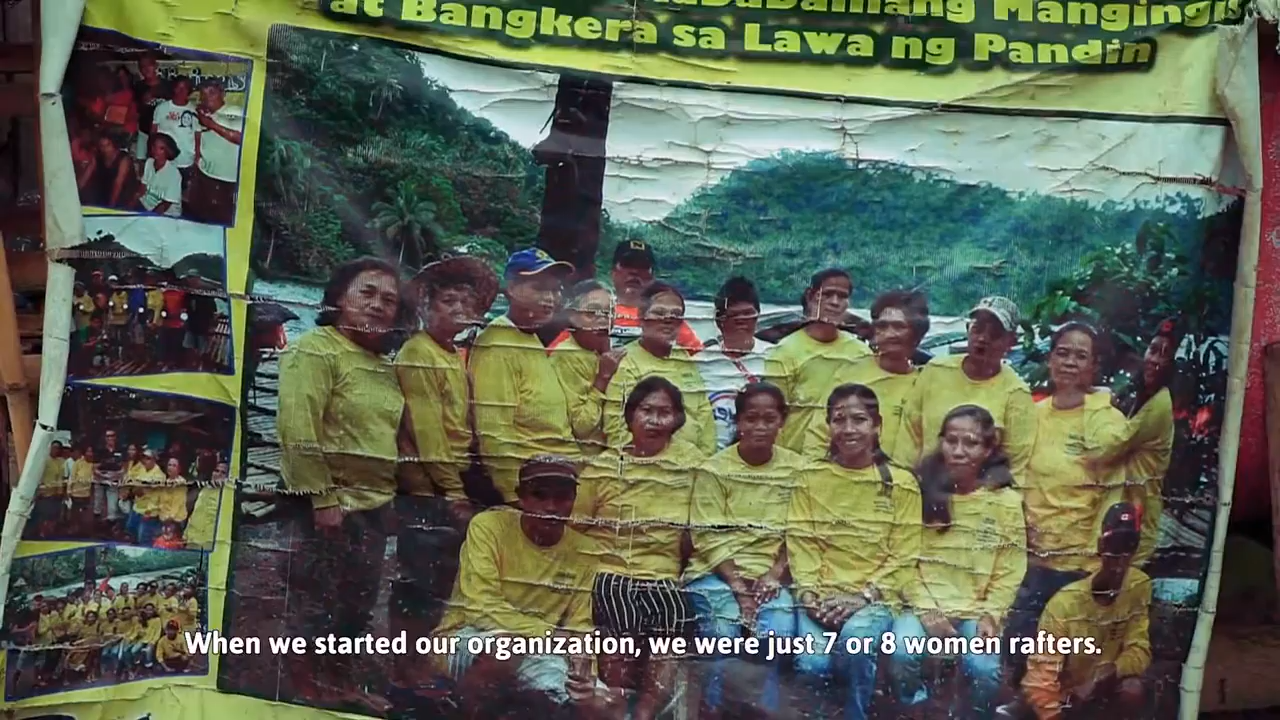 Mangingis
at Bangkera sa Lawa ng Pandin
When we started our organization, we were just 7 or 8 women rafters.